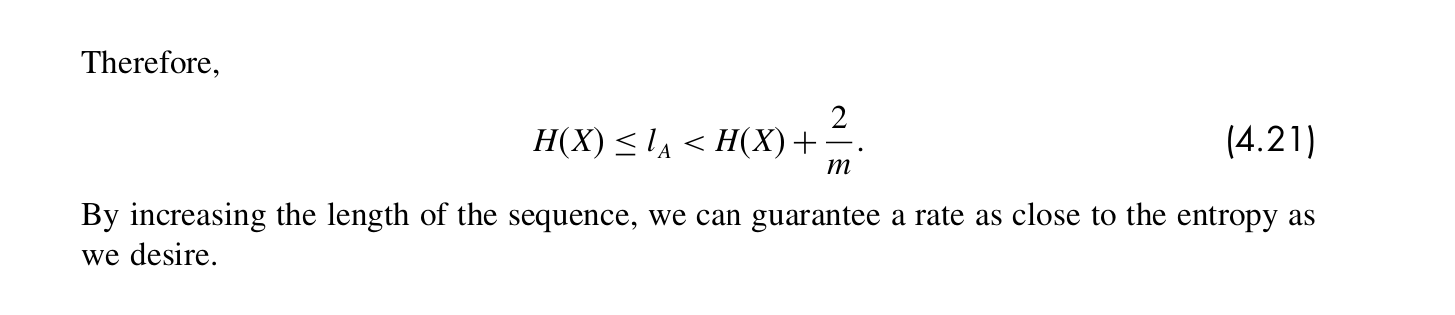 Therefore,
H(X) ≤ l_A < H(X) + 2/m. (4.21)
By increasing the length of the sequence, we can guarantee a rate as close to the entropy as
we desire.